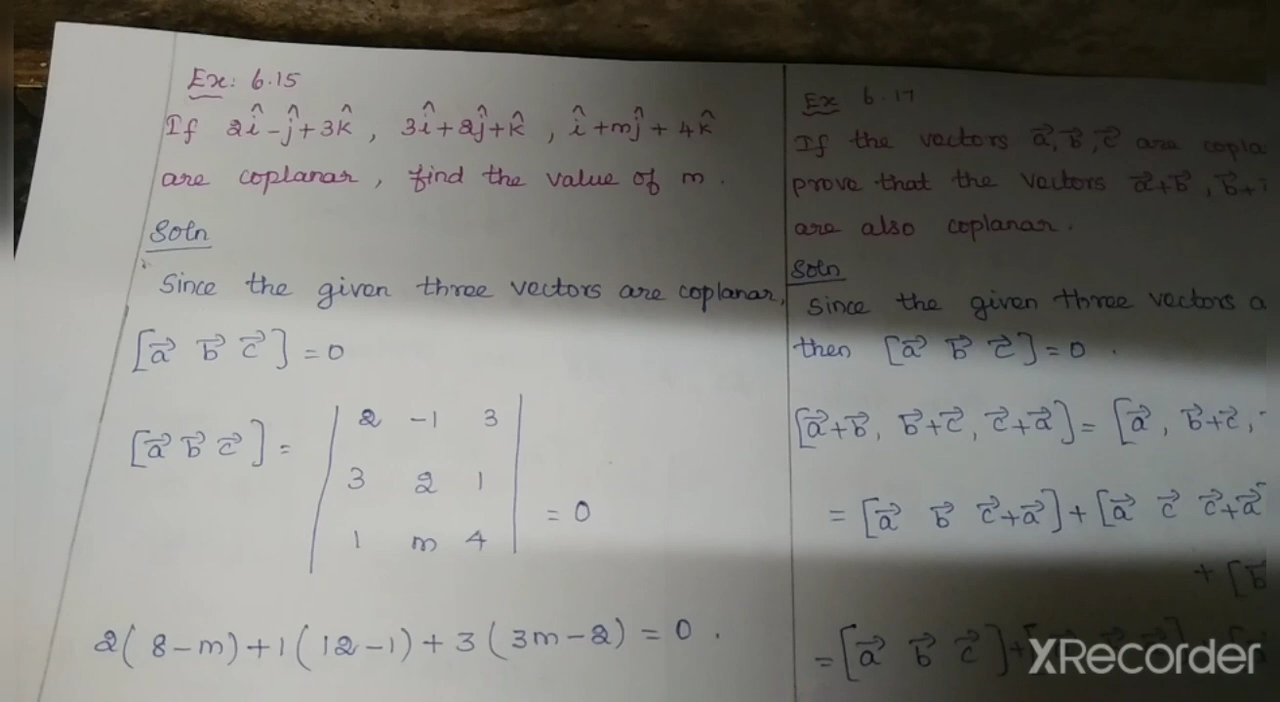 Ex: 6.15
If 2î - ĵ + 3k̂ , 3î + 2ĵ + k̂ , î + mĵ + 4k̂
are coplanar , find the value of m .
Soln
Since the given three vectors are coplanar,
[a⃗ b⃗ c⃗] = 0
[a⃗ b⃗ c⃗] = | 2 -1 3 |
| 3 2 1 |
| 1 m 4 | = 0
2(8-m)+1(12-1)+3(3m-2) = 0 .
Ex 6.17
If the vectors a⃗, b⃗, c⃗ are copla
prove that the vectors a⃗+b⃗ , b⃗+
are also coplanar .
Soln
Since the given three vectors a
then [a⃗ b⃗ c⃗] = 0 .
[a⃗+b⃗, b⃗+c⃗, c⃗+a⃗] = [a⃗ , b⃗+c⃗ ,
= [a⃗ b⃗ c⃗+a⃗] + [a⃗ c⃗ c⃗+a⃗
+ [b⃗
= [a⃗ b⃗ c⃗] +
XRecorder